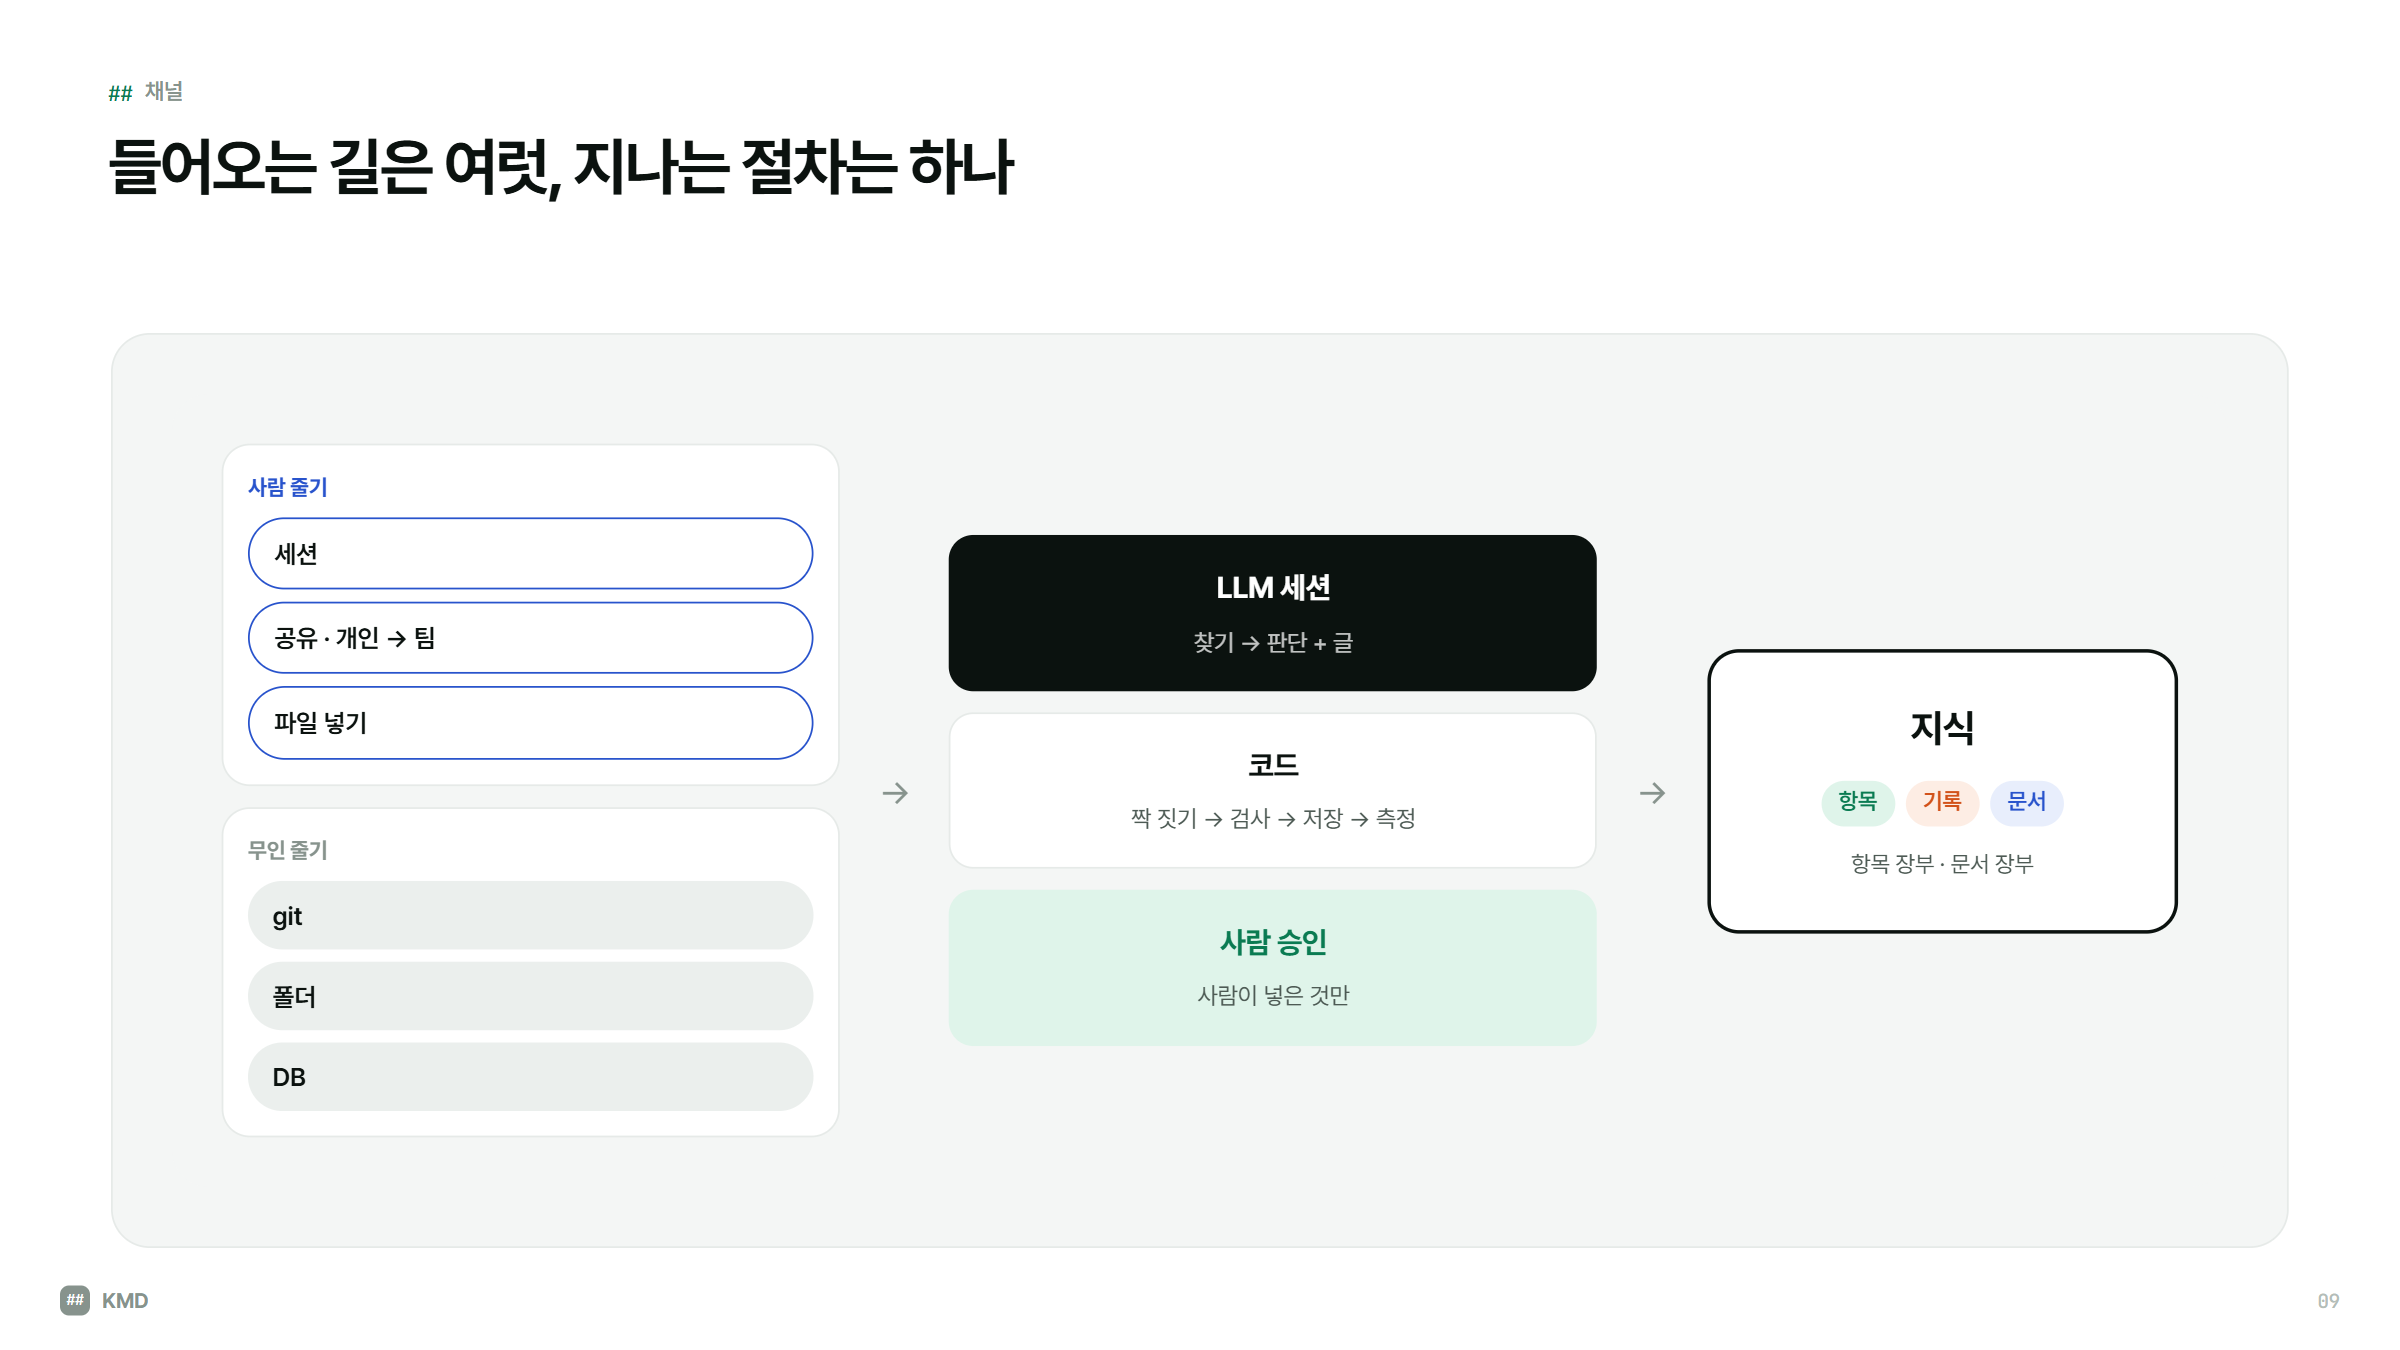 ## 채널
들어오는 길은 여럿, 지나는 절차는 하나
사람 줄기
세션
공유 · 개인 → 팀
파일 넣기
무인 줄기
git
폴더
DB
→
LLM 세션
찾기 → 판단 + 글
코드
짝 짓기 → 검사 → 저장 → 측정
사람 승인
사람이 넣은 것만
→
지식
항목 기록 문서
항목 장부 · 문서 장부
## KMD
09